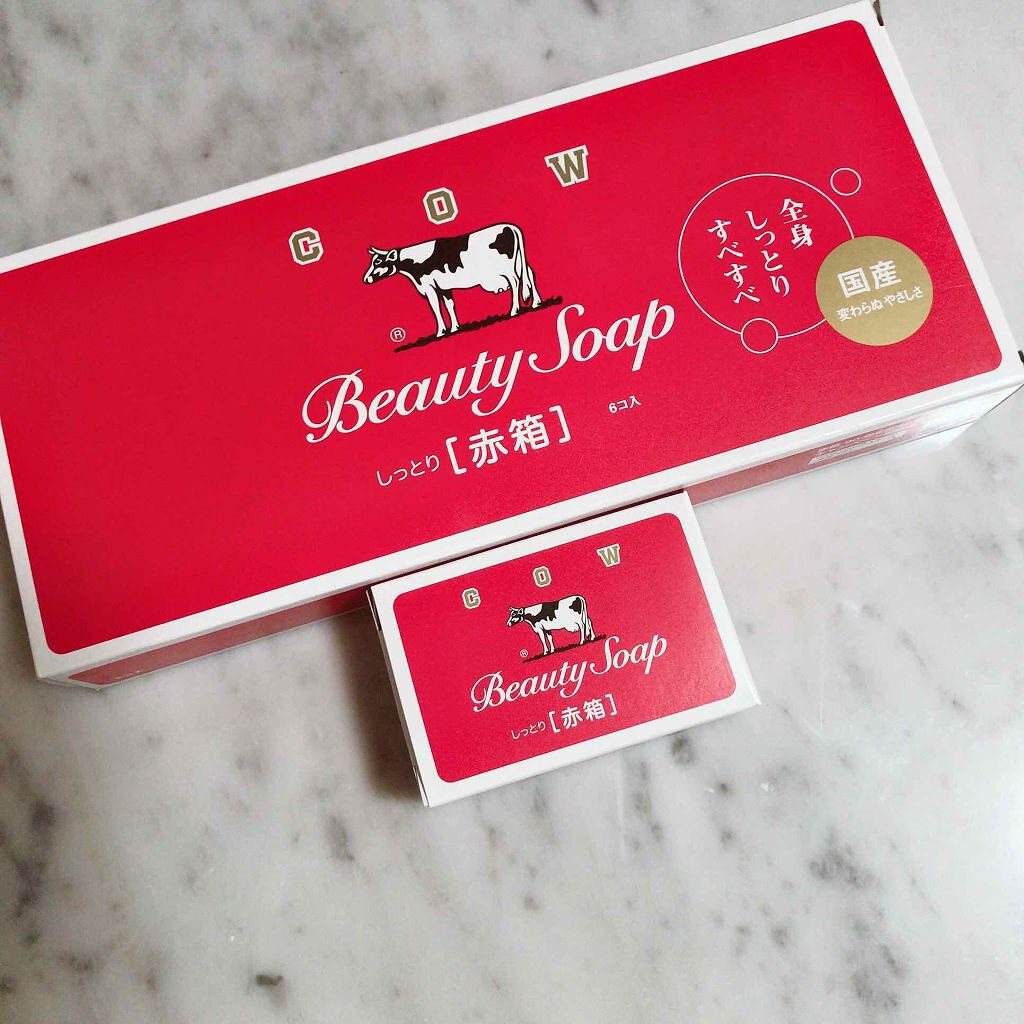 COW
®
Beauty Soap
しっとり [赤箱]
6コ入
全身
しっとり
すべすべ
国産
変わらぬ やさしさ
COW
®
Beauty Soap
しっとり [赤箱]